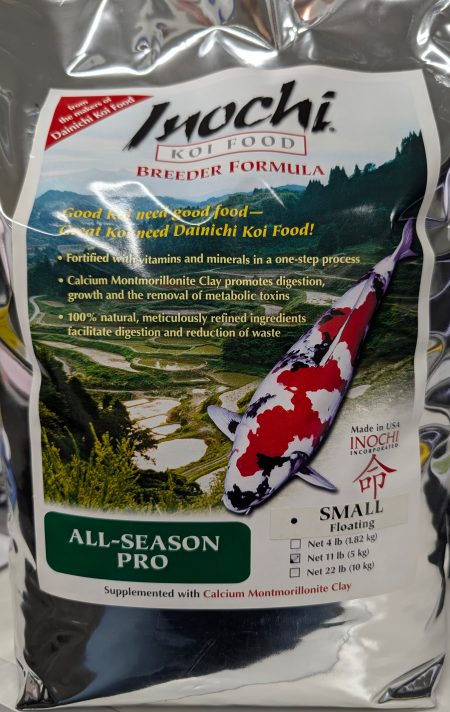 from
the makers of
Dainichi Koi Food
Inochi
KOI FOOD
BREEDER FORMULA
Good Koi need good food—
Great Koi need Dainichi Koi Food!
• Fortified with vitamins and minerals in a one-step process
• Calcium Montmorillonite Clay promotes digestion,
growth and the removal of metabolic toxins
• 100% natural, meticulously refined ingredients
facilitate digestion and reduction of waste
Made in USA
INOCHI
INCORPORATED
命
• SMALL
Floating
Net 4 lb (1.82 kg)
Net 11 lb (5 kg)
Net 22 lb (10 kg)
ALL-SEASON
PRO
Supplemented with Calcium Montmorillonite Clay